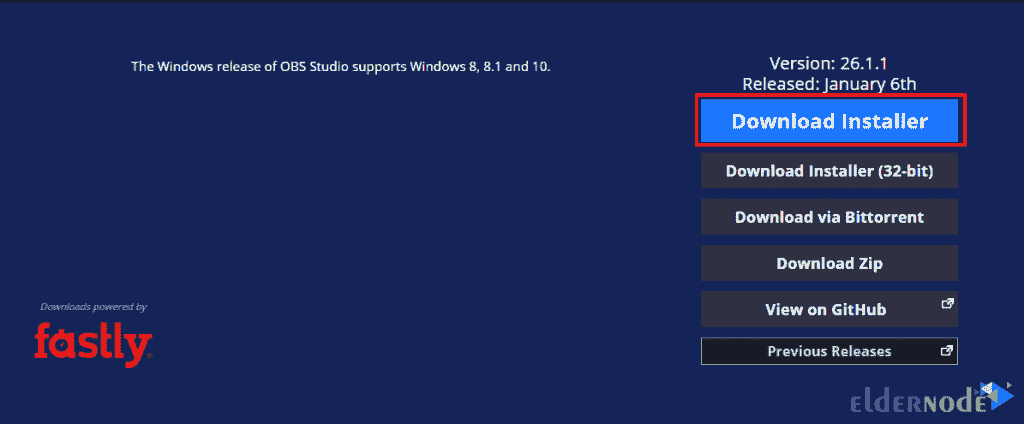 The Windows release of OBS Studio supports Windows 8, 8.1 and 10.
Version: 26.1.1
Released: January 6th
Download Installer
Download Installer (32-bit)
Download via Bittorrent
Download Zip
View on GitHub
Previous Releases
Downloads powered by
fastly
ELDERNODE